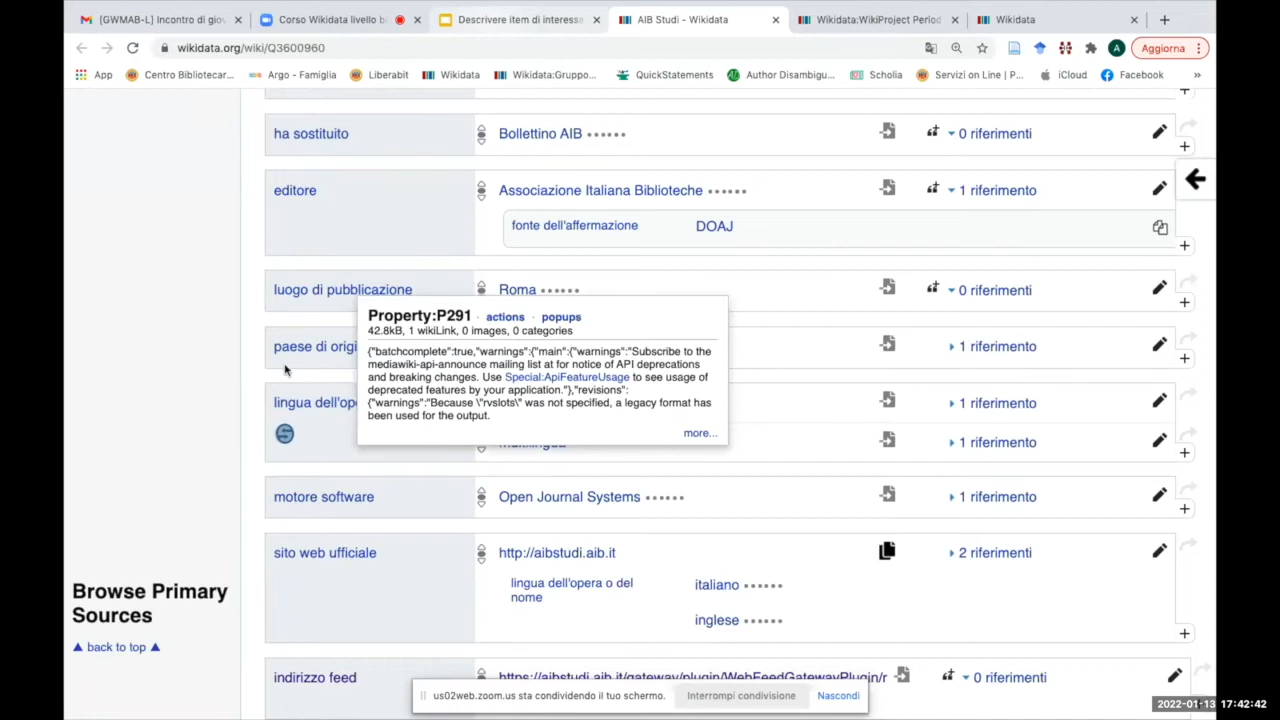 [GWMAB-L] Incontro di gio
Corso Wikidata livello b
Descrivere item di interesse
AIB Studi - Wikidata
Wikidata:WikiProject Period
Wikidata
wikidata.org/wiki/Q3600960
A
Aggiorna
App
Centro Bibliotecar...
Argo - Famiglia
Liberabit
Wikidata
Wikidata:Gruppo...
QuickStatements
Author Disambigu...
Scholia
Servizi on Line | P...
iCloud
Facebook
»
ha sostituito
Bollettino AIB
0 riferimenti
editore
Associazione Italiana Biblioteche
1 riferimento
fonte dell'affermazione
DOAJ
luogo di pubblicazione
Roma
0 riferimenti
Property:P291 · actions · popups
42.8kB, 1 wikiLink, 0 images, 0 categories
{"batchcomplete":true,"warnings":{"main":{"warnings":"Subscribe to the
mediawiki-api-announce mailing list at for notice of API deprecations
and breaking changes. Use Special:ApiFeatureUsage to see usage of
deprecated features by your application."},"revisions":
{"warnings":"Because \"rvslots\" was not specified, a legacy format has
been used for the output.
more...
paese di origi
1 riferimento
lingua dell'ope
1 riferimento
1 riferimento
motore software
Open Journal Systems
1 riferimento
sito web ufficiale
http://aibstudi.aib.it
2 riferimenti
lingua dell'opera o del
nome
italiano
inglese
Browse Primary
Sources
▲ back to top ▲
indirizzo feed
https://aibstudi.aib.it/gateway/plugin/WebFeedGatewayPlugin/r
0 riferimenti
us02web.zoom.us sta condividendo il tuo schermo.
Interrompi condivisione
Nascondi
2022-01-13 17:42:42